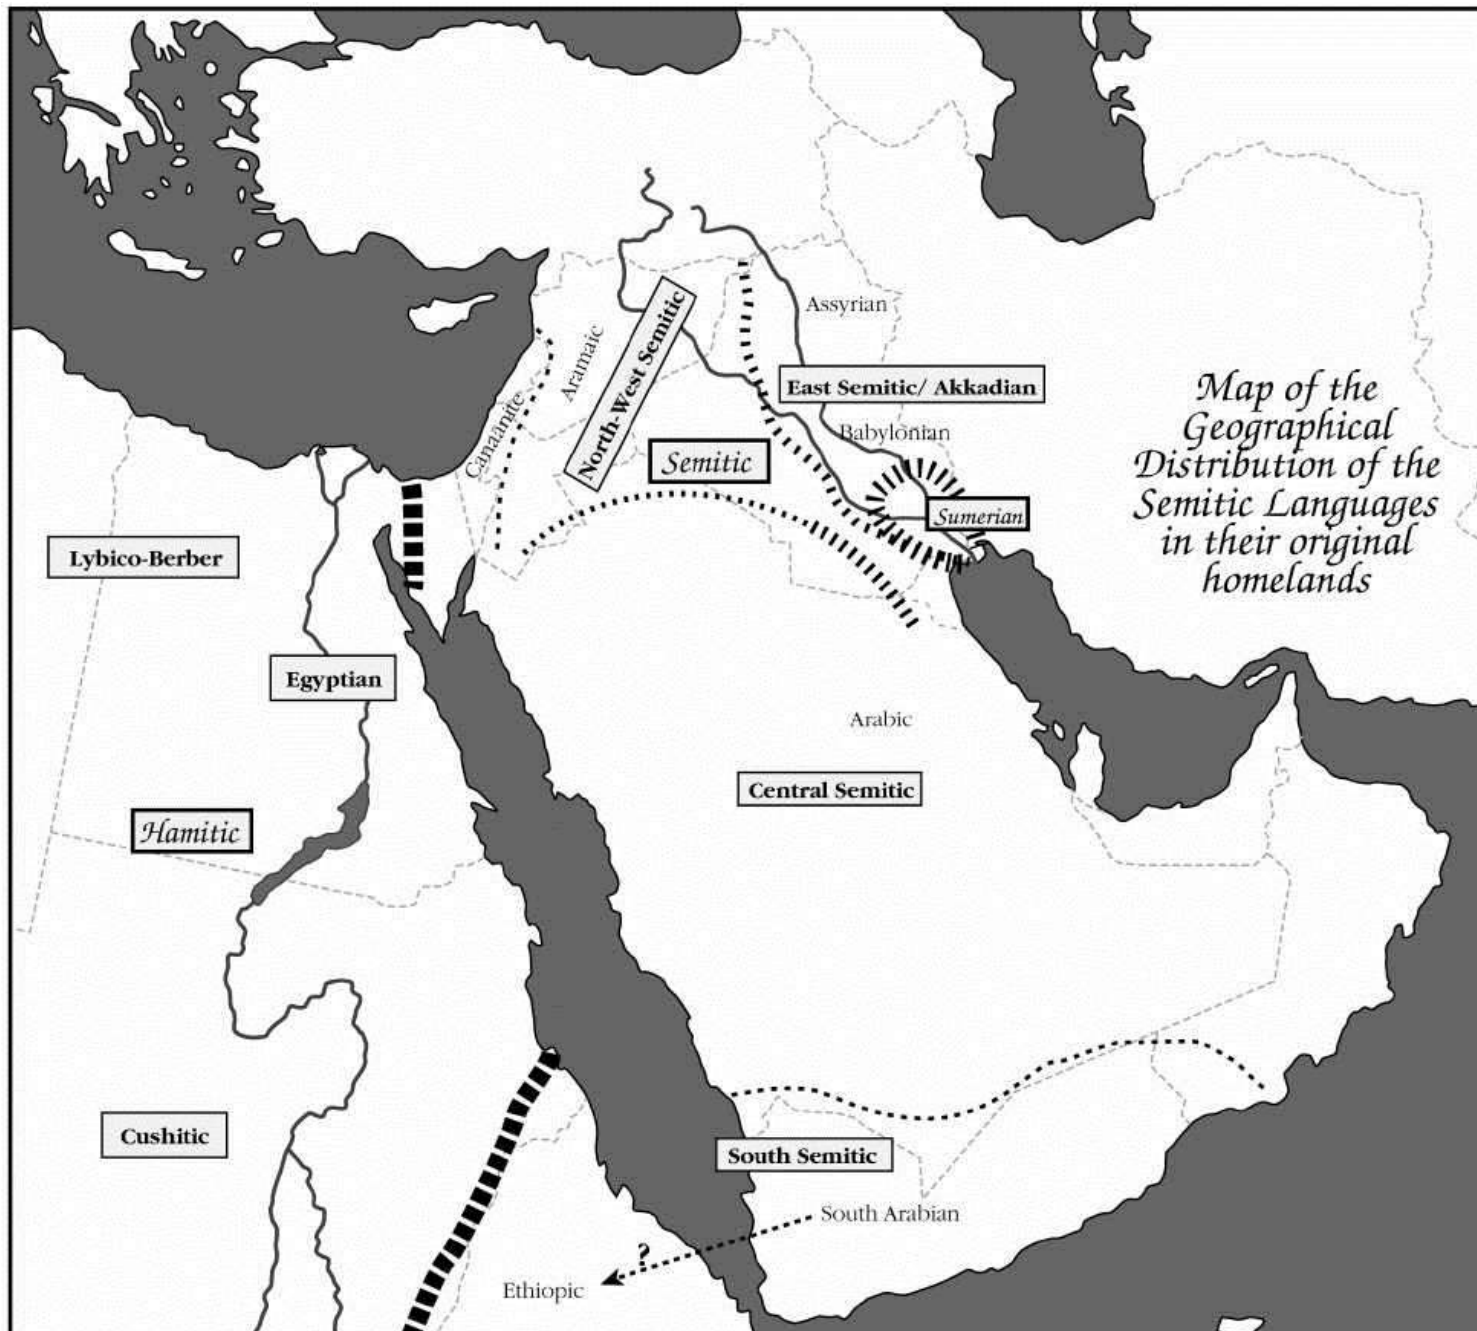 Assyrian
Aramaic
North-West Semitic
East Semitic/ Akkadian
Map of the
Geographical
Distribution of the
Semitic Languages
in their original
homelands
Canaanite
Babylonian
Semitic
Sumerian
Lybico-Berber
Egyptian
Arabic
Central Semitic
Hamitic
Cushitic
South Semitic
South Arabian
?
Ethiopic